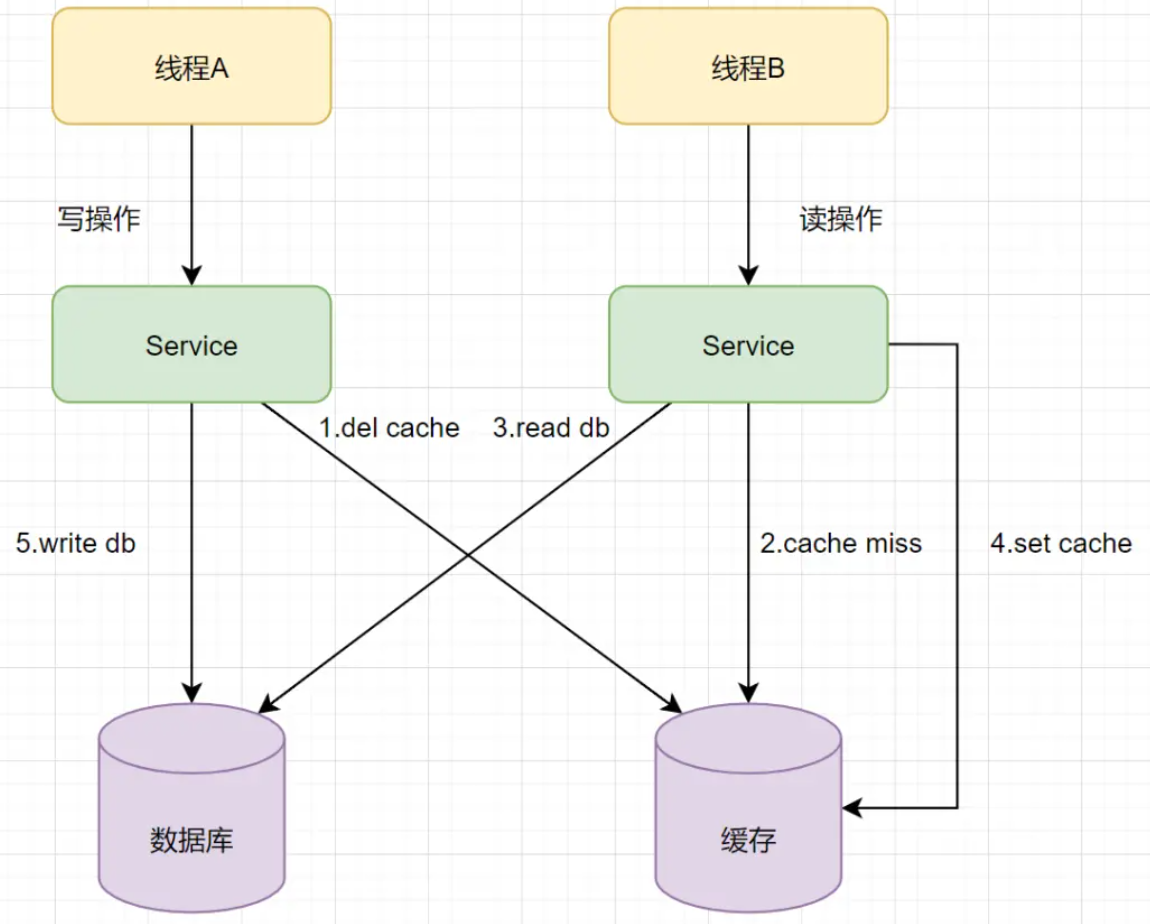 线程A
线程B
写操作
读操作
Service
Service
1.del cache
3.read db
5.write db
2.cache miss
4.set cache
数据库
缓存